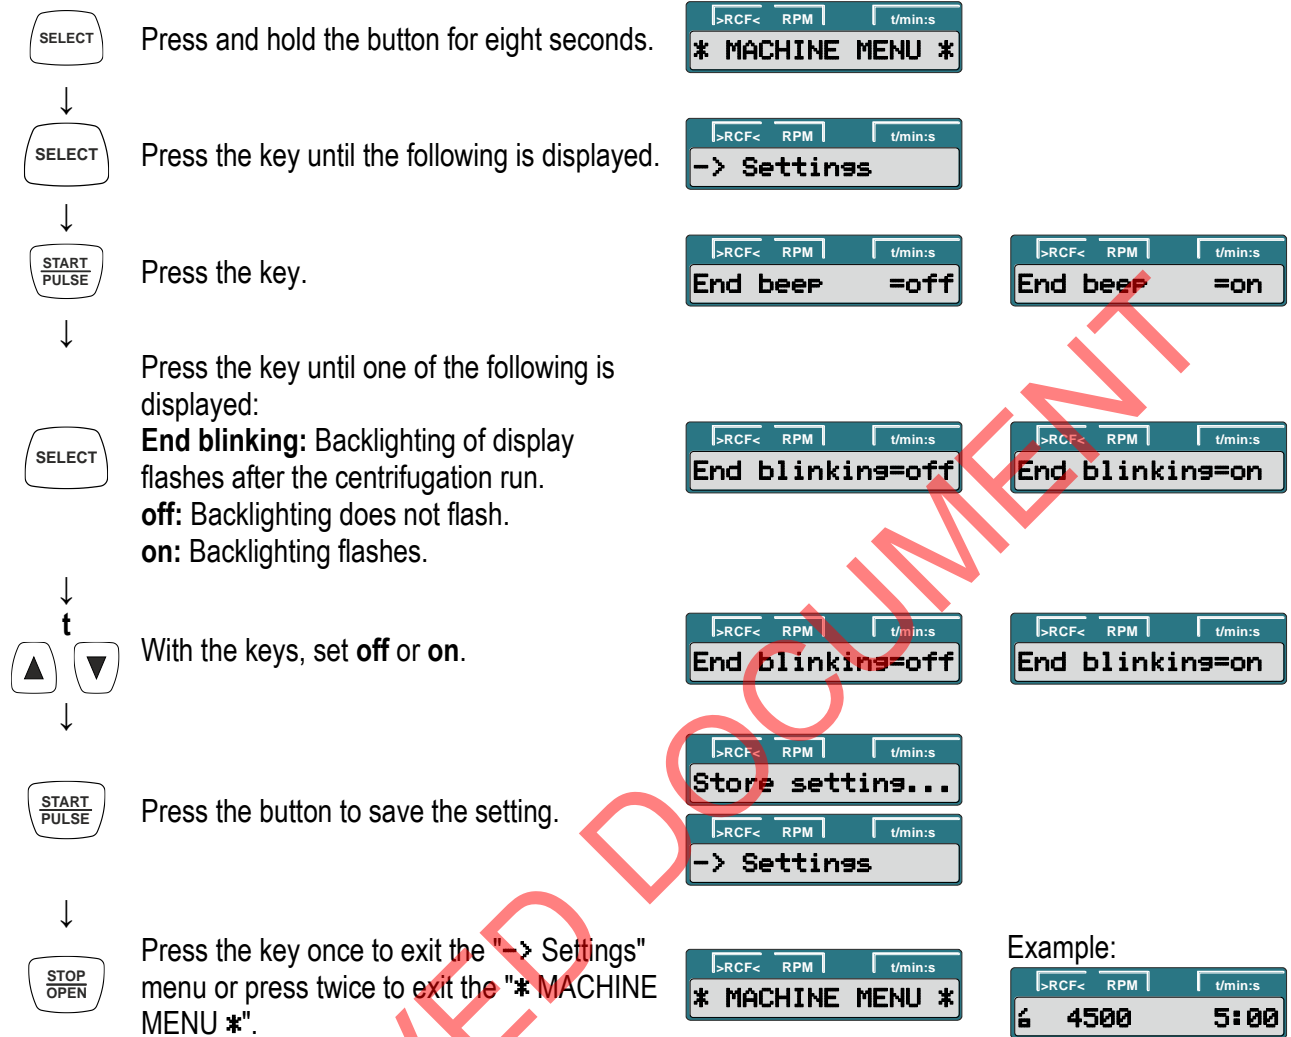 SELECT
Press and hold the button for eight seconds.
>RCF< RPM t/min:s
* MACHINE MENU *
↓
SELECT
Press the key until the following is displayed.
>RCF< RPM t/min:s
-> Settings
↓
START
PULSE
Press the key.
>RCF< RPM t/min:s
End beep =off
>RCF< RPM t/min:s
End beep =on
↓
SELECT
Press the key until one of the following is
displayed:
End blinking: Backlighting of display
flashes after the centrifugation run.
off: Backlighting does not flash.
on: Backlighting flashes.
>RCF< RPM t/min:s
End blinking=off
>RCF< RPM t/min:s
End blinking=on
↓
t
▲ ▼
With the keys, set off or on.
>RCF< RPM t/min:s
End blinking=off
>RCF< RPM t/min:s
End blinking=on
↓
START
PULSE
Press the button to save the setting.
>RCF< RPM t/min:s
Store setting...
>RCF< RPM t/min:s
-> Settings
↓
STOP
OPEN
Press the key once to exit the "-> Settings"
menu or press twice to exit the "* MACHINE
MENU *".
>RCF< RPM t/min:s
* MACHINE MENU *
Example:
>RCF< RPM t/min:s
4500 5:00
YED DOCUMENT